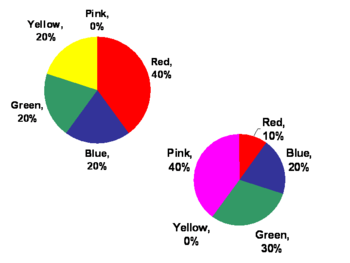 Pink,
0%
Yellow,
20%
Red,
40%
Green,
20%
Blue,
20%
Red,
10%
Pink,
40%
Blue,
20%
Yellow,
0%
Green,
30%